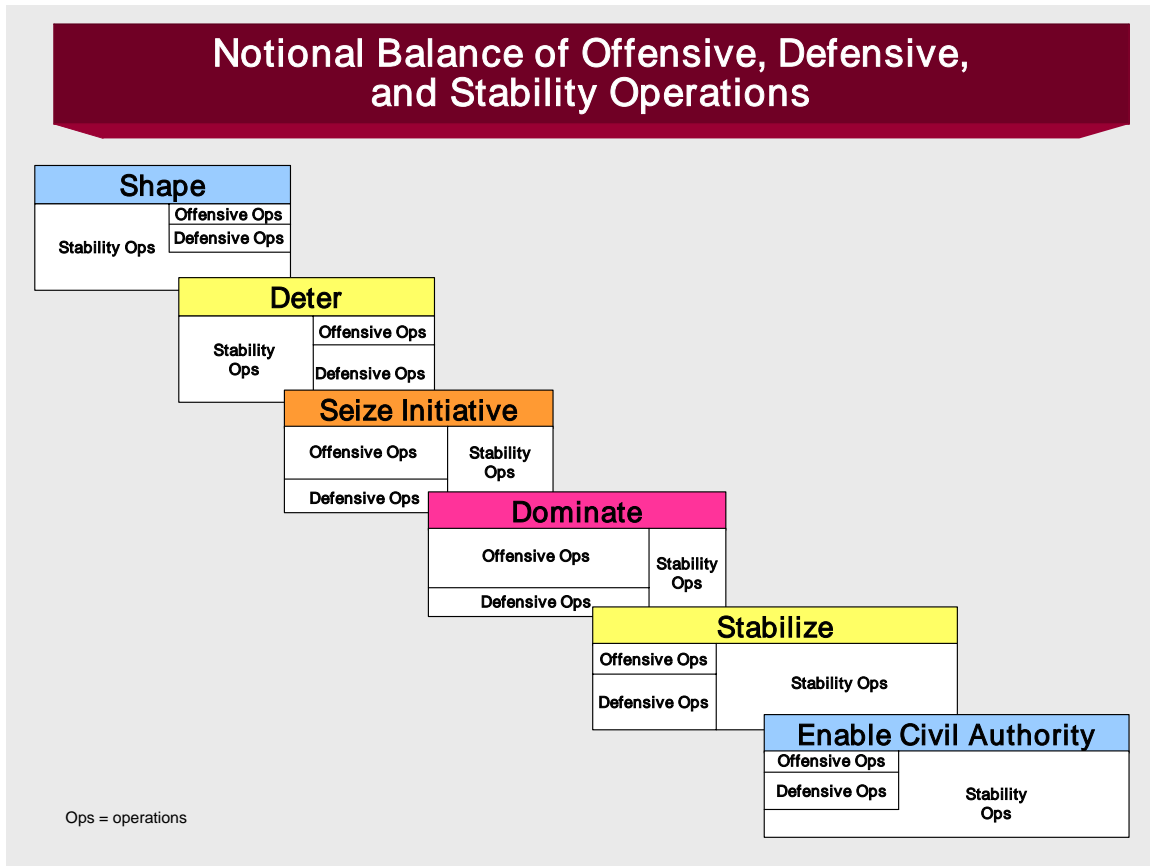 Notional Balance of Offensive, Defensive,
and Stability Operations
Shape
Stability Ops
Offensive Ops
Defensive Ops
Deter
Stability
Ops
Offensive Ops
Defensive Ops
Seize Initiative
Offensive Ops
Defensive Ops
Stability
Ops
Dominate
Offensive Ops
Defensive Ops
Stability
Ops
Stabilize
Offensive Ops
Defensive Ops
Stability Ops
Enable Civil Authority
Offensive Ops
Defensive Ops
Stability
Ops
Ops = operations